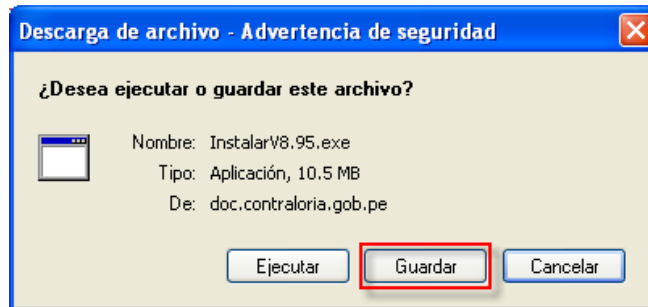 Descarga de archivo - Advertencia de seguridad
¿Desea ejecutar o guardar este archivo?
Nombre: InstalarV8.95.exe
Tipo: Aplicación, 10.5 MB
De: doc.contraloria.gob.pe
Ejecutar Guardar Cancelar